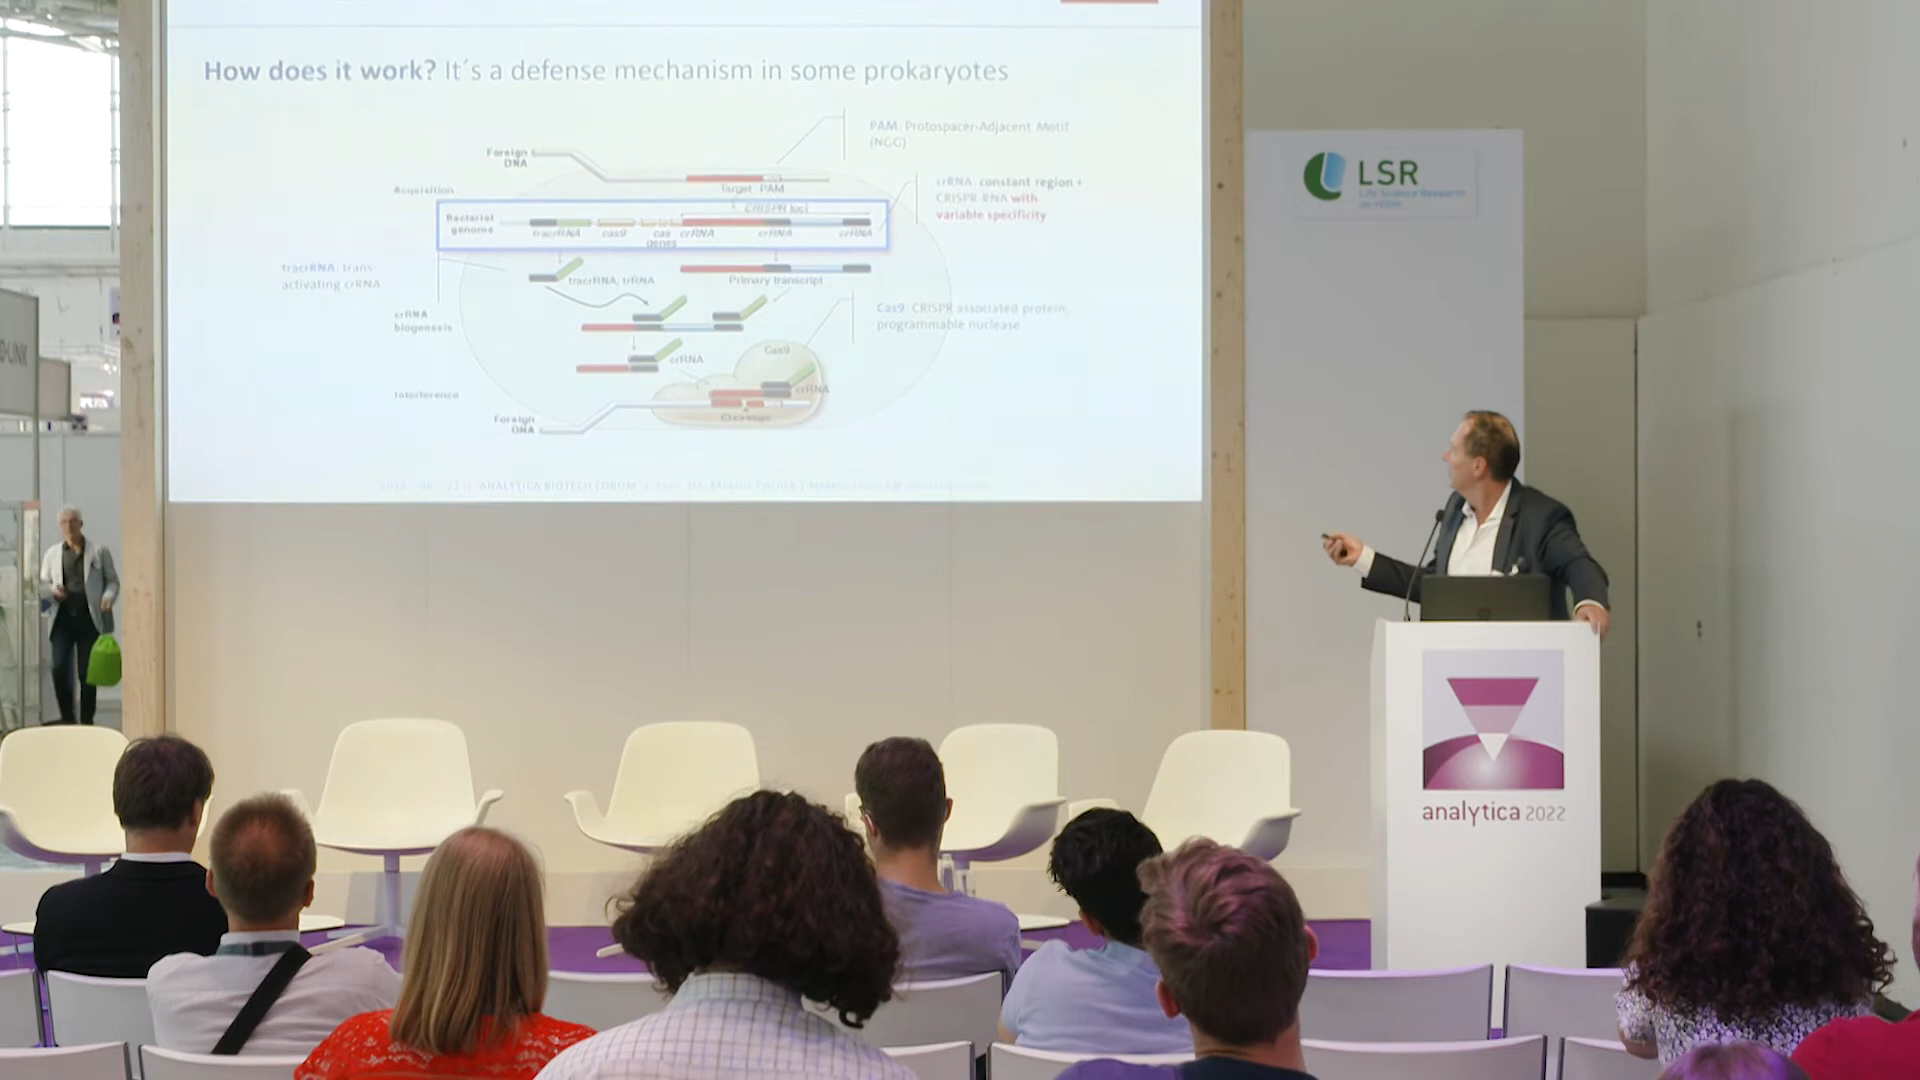 How does it work? It´s a defense mechanism in some prokaryotes
PAM: Protospacer-Adjacent Motif
(NGG)
Foreign
DNA
Target PAM
Acquisition
crRNA: constant region +
CRISPR-RNA with
variable specificity
CRISPR loci
Bacterial
genome
tracrRNA cas9 cas crRNA crRNA crRNA
genes
tracrRNA: trans-
activating crRNA
tracrRNA,
Primary transcript
crRNA
biogenesis
Cas9: CRISPR associated protein,
programmable nuclease
Cas9
crRNA
crRNA
Interference
Cleavage
Foreign
DNA
ANALYTICA BIOTECH FORUM
LSR
Life Science Research
analytica 2022